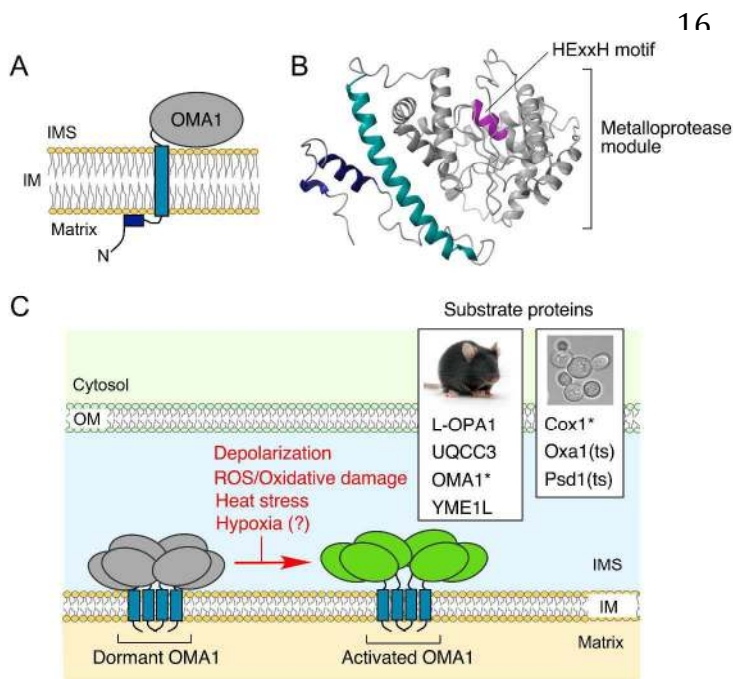 16
A
OMA1
IMS
IM
Matrix
N
B
HExxH motif
Metalloprotease
module
C
Substrate proteins
Cytosol
OM
L-OPA1
UQCC3
OMA1*
YME1L
Cox1*
Oxa1(ts)
Psd1(ts)
Depolarization
ROS/Oxidative damage
Heat stress
Hypoxia (?)
IMS
IM
Matrix
Dormant OMA1
Activated OMA1